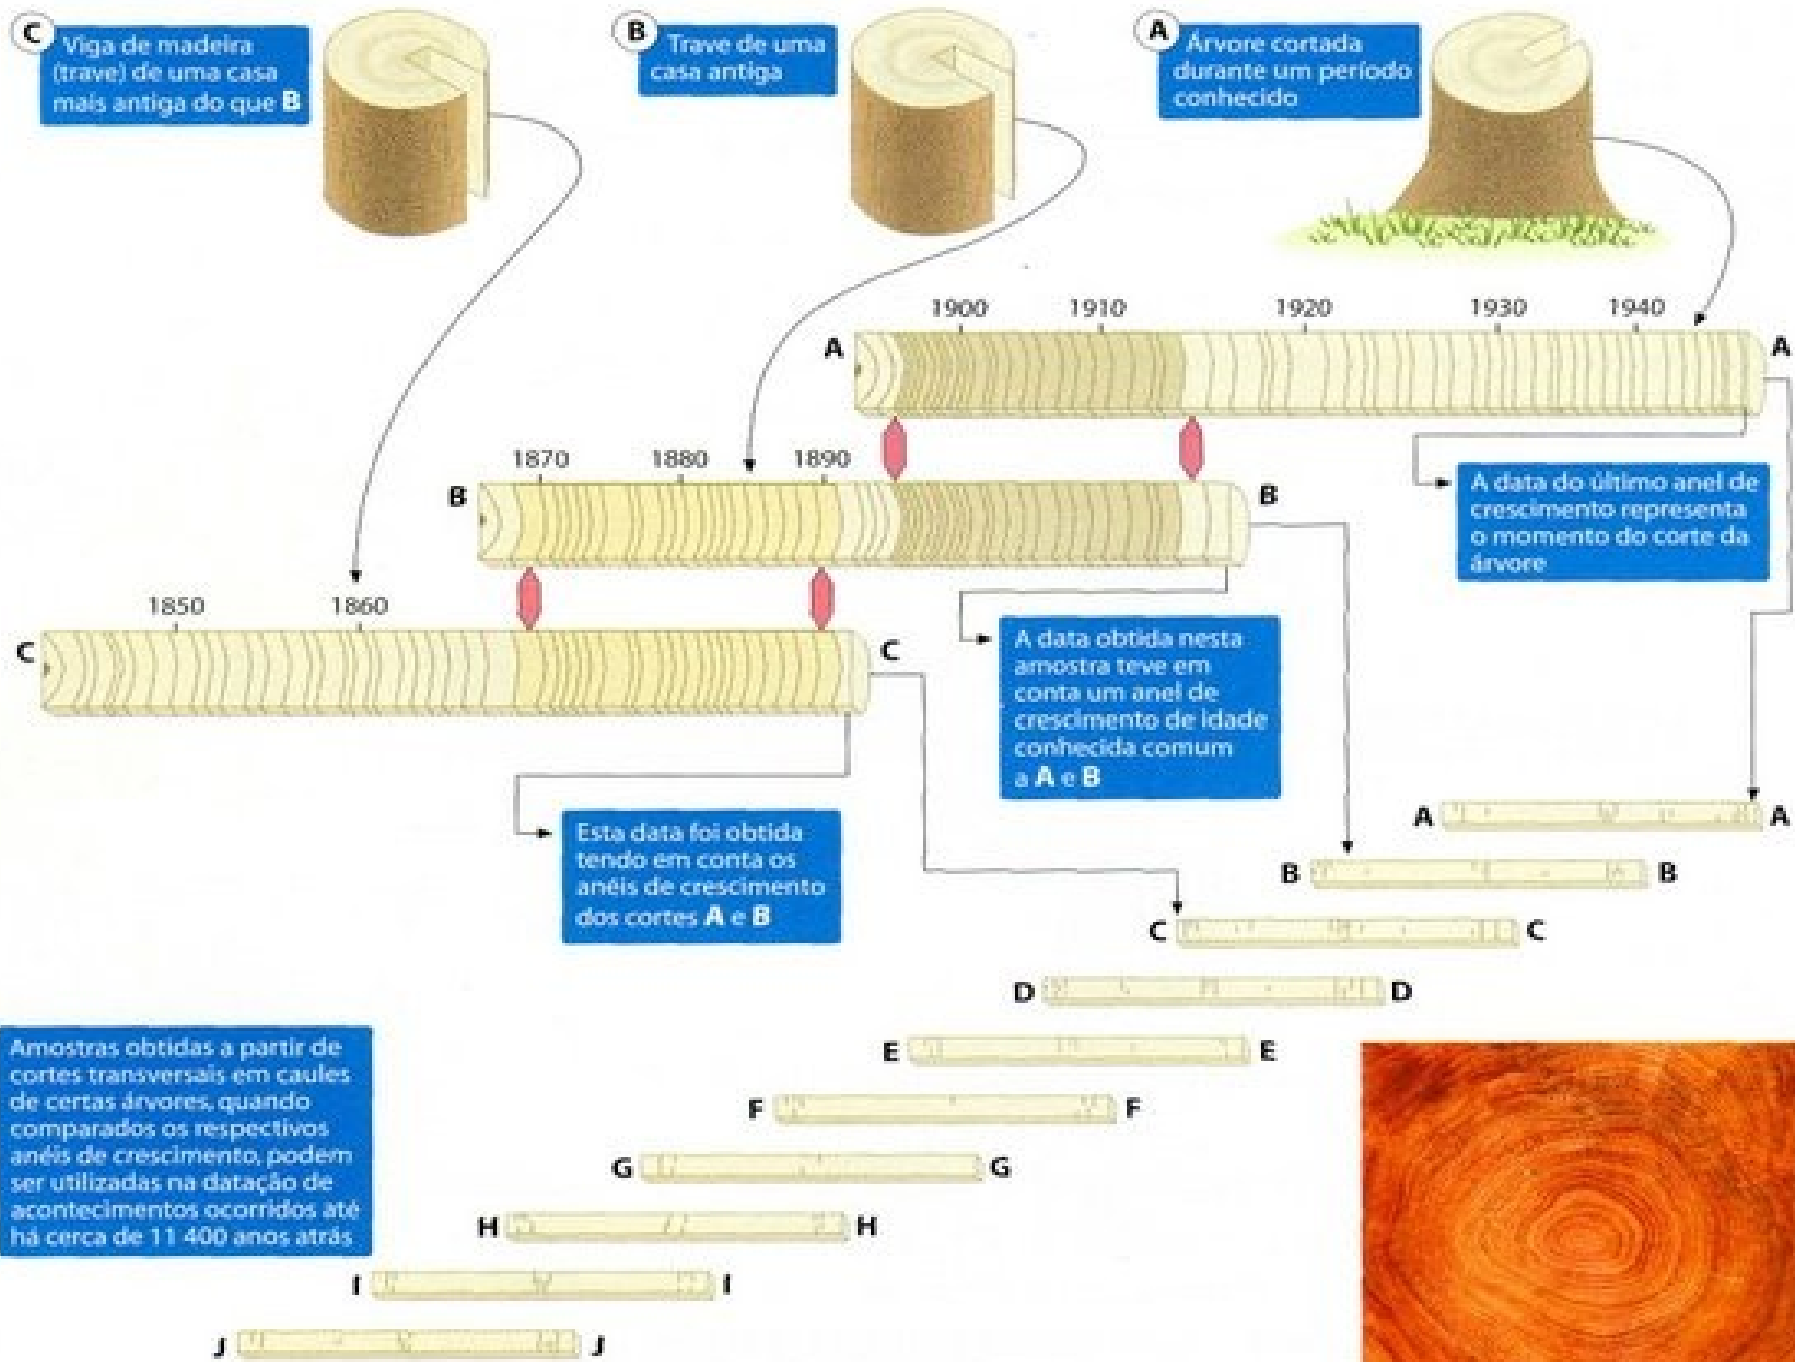 C
Viga de madeira
(trave) de uma casa
mais antiga do que B
B
Trave de uma
casa antiga
A
Árvore cortada
durante um período
conhecido
1900 1910 1920 1930 1940
A A
1870 1880 1890
B B
A data do último anel de
crescimento representa
o momento do corte da
árvore
1850 1860
C C
A data obtida nesta
amostra teve em
conta um anel de
crescimento de idade
conhecida comum
a A e B
Esta data foi obtida
tendo em conta os
anéis de crescimento
dos cortes A e B
A A
B B
C C
D D
E E
F F
G G
H H
I I
J J
Amostras obtidas a partir de
cortes transversais em caules
de certas árvores, quando
comparados os respectivos
anéis de crescimento, podem
ser utilizadas na datação de
acontecimentos ocorridos até
há cerca de 11 400 anos atrás